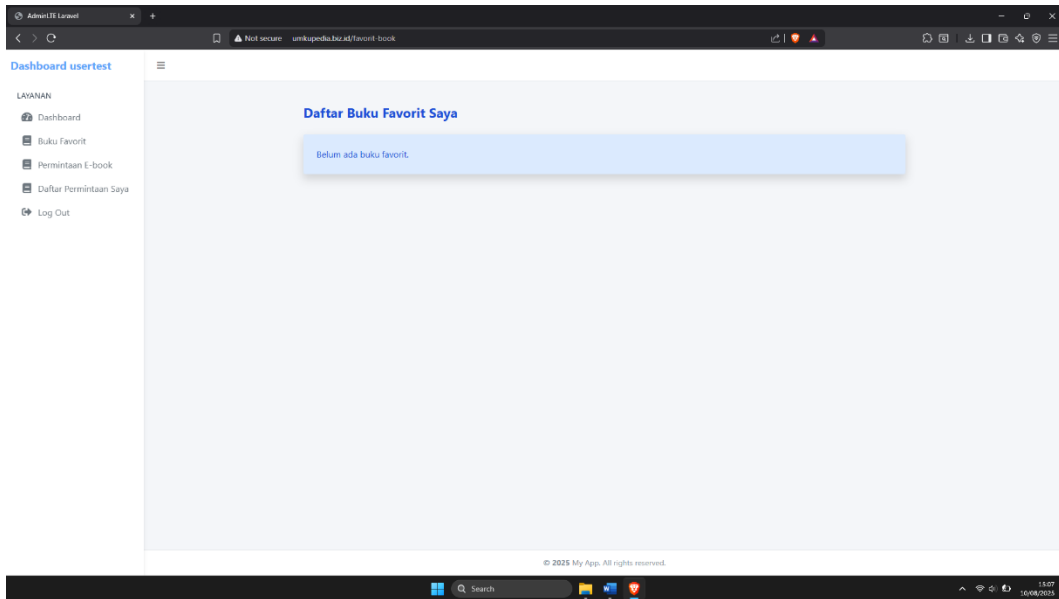 AdminLTE Laravel
Not secure umkupedia.biz.id/favorit-book
Dashboard usertest
LAYANAN
Dashboard
Buku Favorit
Permintaan E-book
Daftar Permintaan Saya
Log Out
Daftar Buku Favorit Saya
Belum ada buku favorit.
© 2025 My App. All rights reserved.
Search
15:07
10/08/2025